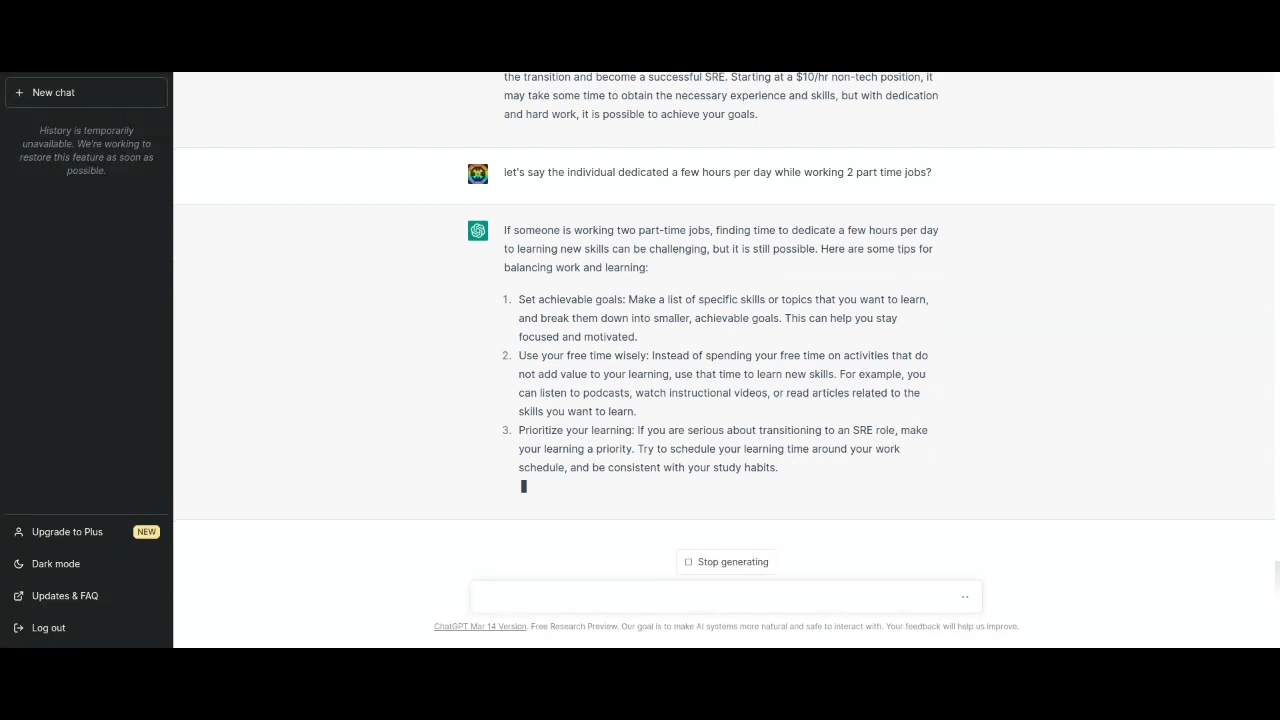 New chat
History is temporarily
unavailable. We're working to
restore this feature as soon as
possible.
the transition and become a successful SRE. Starting at a $10/hr non-tech position, it
may take some time to obtain the necessary experience and skills, but with dedication
and hard work, it is possible to achieve your goals.
let's say the individual dedicated a few hours per day while working 2 part time jobs?
If someone is working two part-time jobs, finding time to dedicate a few hours per day
to learning new skills can be challenging, but it is still possible. Here are some tips for
balancing work and learning:
1. Set achievable goals: Make a list of specific skills or topics that you want to learn,
and break them down into smaller, achievable goals. This can help you stay
focused and motivated.
2. Use your free time wisely: Instead of spending your free time on activities that do
not add value to your learning, use that time to learn new skills. For example, you
can listen to podcasts, watch instructional videos, or read articles related to the
skills you want to learn.
3. Prioritize your learning: If you are serious about transitioning to an SRE role, make
your learning a priority. Try to schedule your learning time around your work
schedule, and be consistent with your study habits.
Upgrade to Plus NEW
Dark mode
Updates & FAQ
Log out
Stop generating
ChatGPT Mar 14 Version. Free Research Preview. Our goal is to make AI systems more natural and safe to interact with. Your feedback will help us improve.